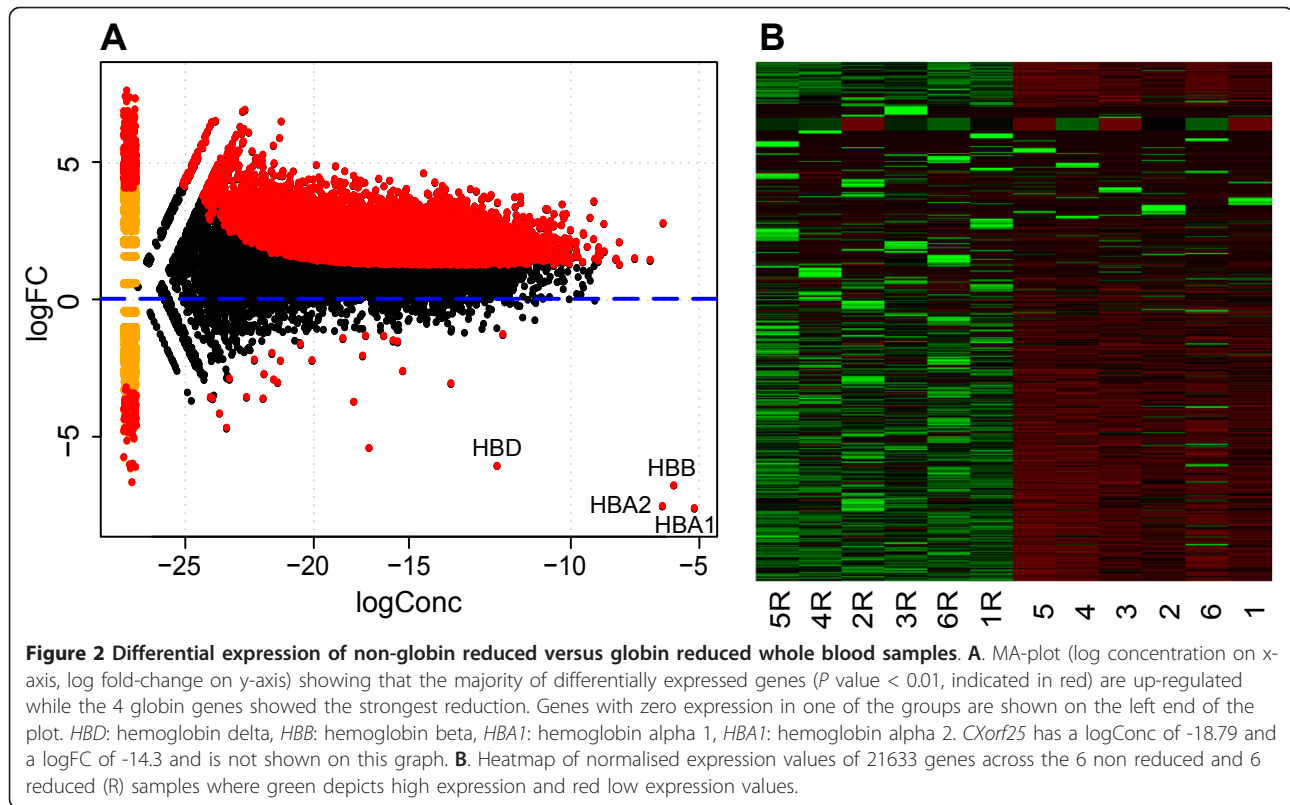 A
B
5
0
−5
logFC
HBD
HBB
HBA2
HBA1
−25
−20
−15
−10
−5
logConc
5R
4R
2R
3R
6R
1R
5
4
3
2
6
1
Figure 2 Differential expression of non-globin reduced versus globin reduced whole blood samples. A. MA-plot (log concentration on x-
axis, log fold-change on y-axis) showing that the majority of differentially expressed genes (P value < 0.01, indicated in red) are up-regulated
while the 4 globin genes showed the strongest reduction. Genes with zero expression in one of the groups are shown on the left end of the
plot. HBD: hemoglobin delta, HBB: hemoglobin beta, HBA1: hemoglobin alpha 1, HBA1: hemoglobin alpha 2. CXorf25 has a logConc of -18.79 and
a logFC of -14.3 and is not shown on this graph. B. Heatmap of normalised expression values of 21633 genes across the 6 non reduced and 6
reduced (R) samples where green depicts high expression and red low expression values.